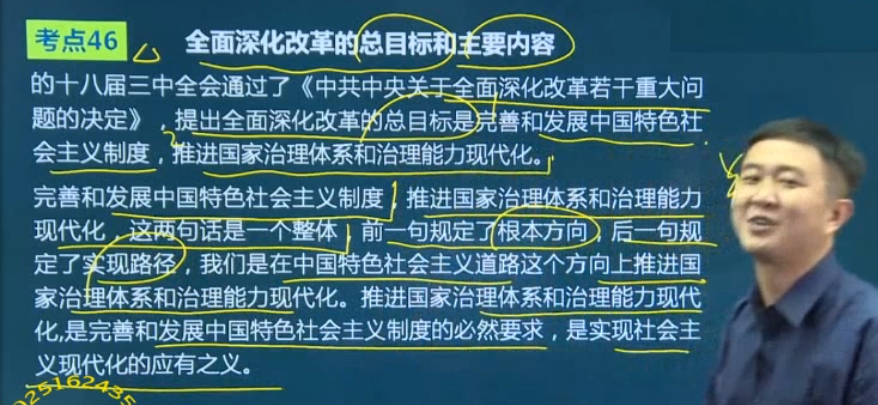 考点46
全面深化改革的总目标和主要内容
的十八届三中全会通过了《中共中央关于全面深化改革若干重大问
题的决定》，提出全面深化改革的总目标是完善和发展中国特色社
会主义制度，推进国家治理体系和治理能力现代化。
完善和发展中国特色社会主义制度，推进国家治理体系和治理能力
现代化，这两句话是一个整体，前一句规定了根本方向，后一句规
定了实现路径，我们是在中国特色社会主义道路这个方向上推进国
家治理体系和治理能力现代化。推进国家治理体系和治理能力现代
化,是完善和发展中国特色社会主义制度的必然要求，是实现社会主
义现代化的应有之义。
025162435